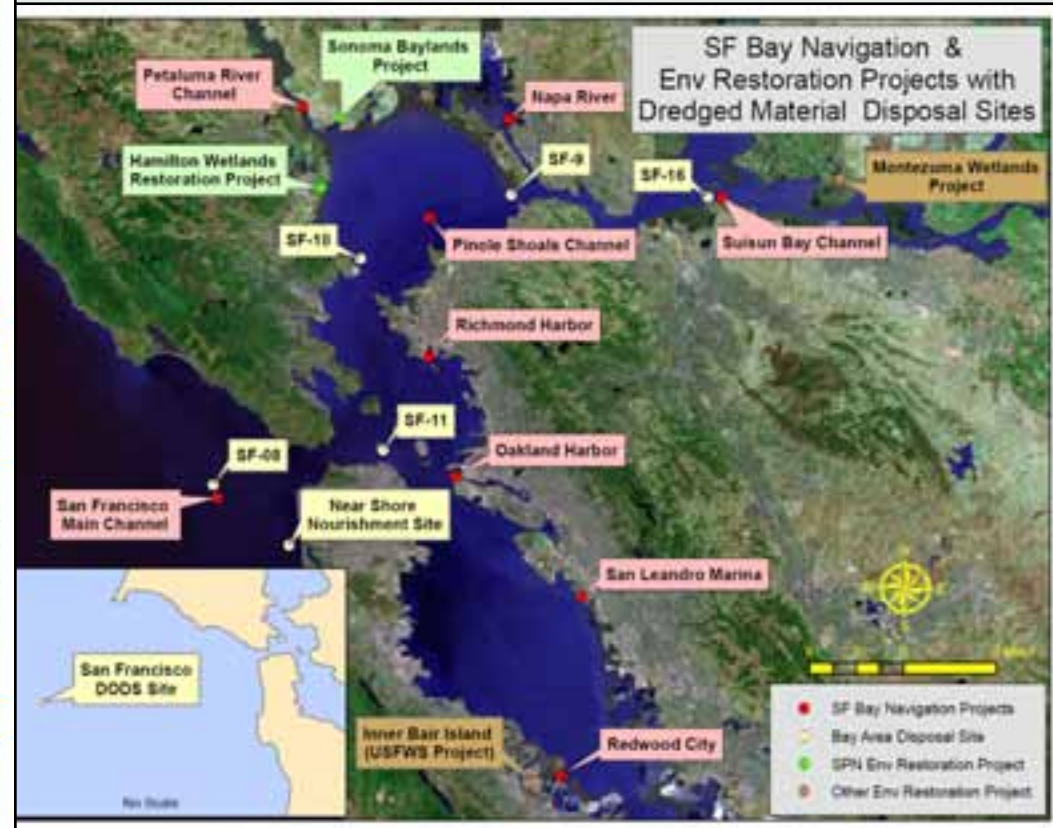 SF Bay Navigation &
Env Restoration Projects with
Dredged Material Disposal Sites
Sonoma Baylands
Project
Petaluma River
Channel
Napa River
Hamilton Wetlands
Restoration Project
SF-9
SF-16
Montezuma Wetlands
Project
SF-10
Pinole Shoals Channel
Suisun Bay Channel
Richmond Harbor
SF-11
SF-08
Oakland Harbor
San Francisco
Main Channel
Near Shore
Nourishment Site
San Leandro Marina
San Francisco
DODS Site
No Scale
Inner Bair Island
(USFWS Project)
Redwood City
SF Bay Navigation Projects
Bay Area Disposal Site
SPN Env Restoration Project
Other Env Restoration Project